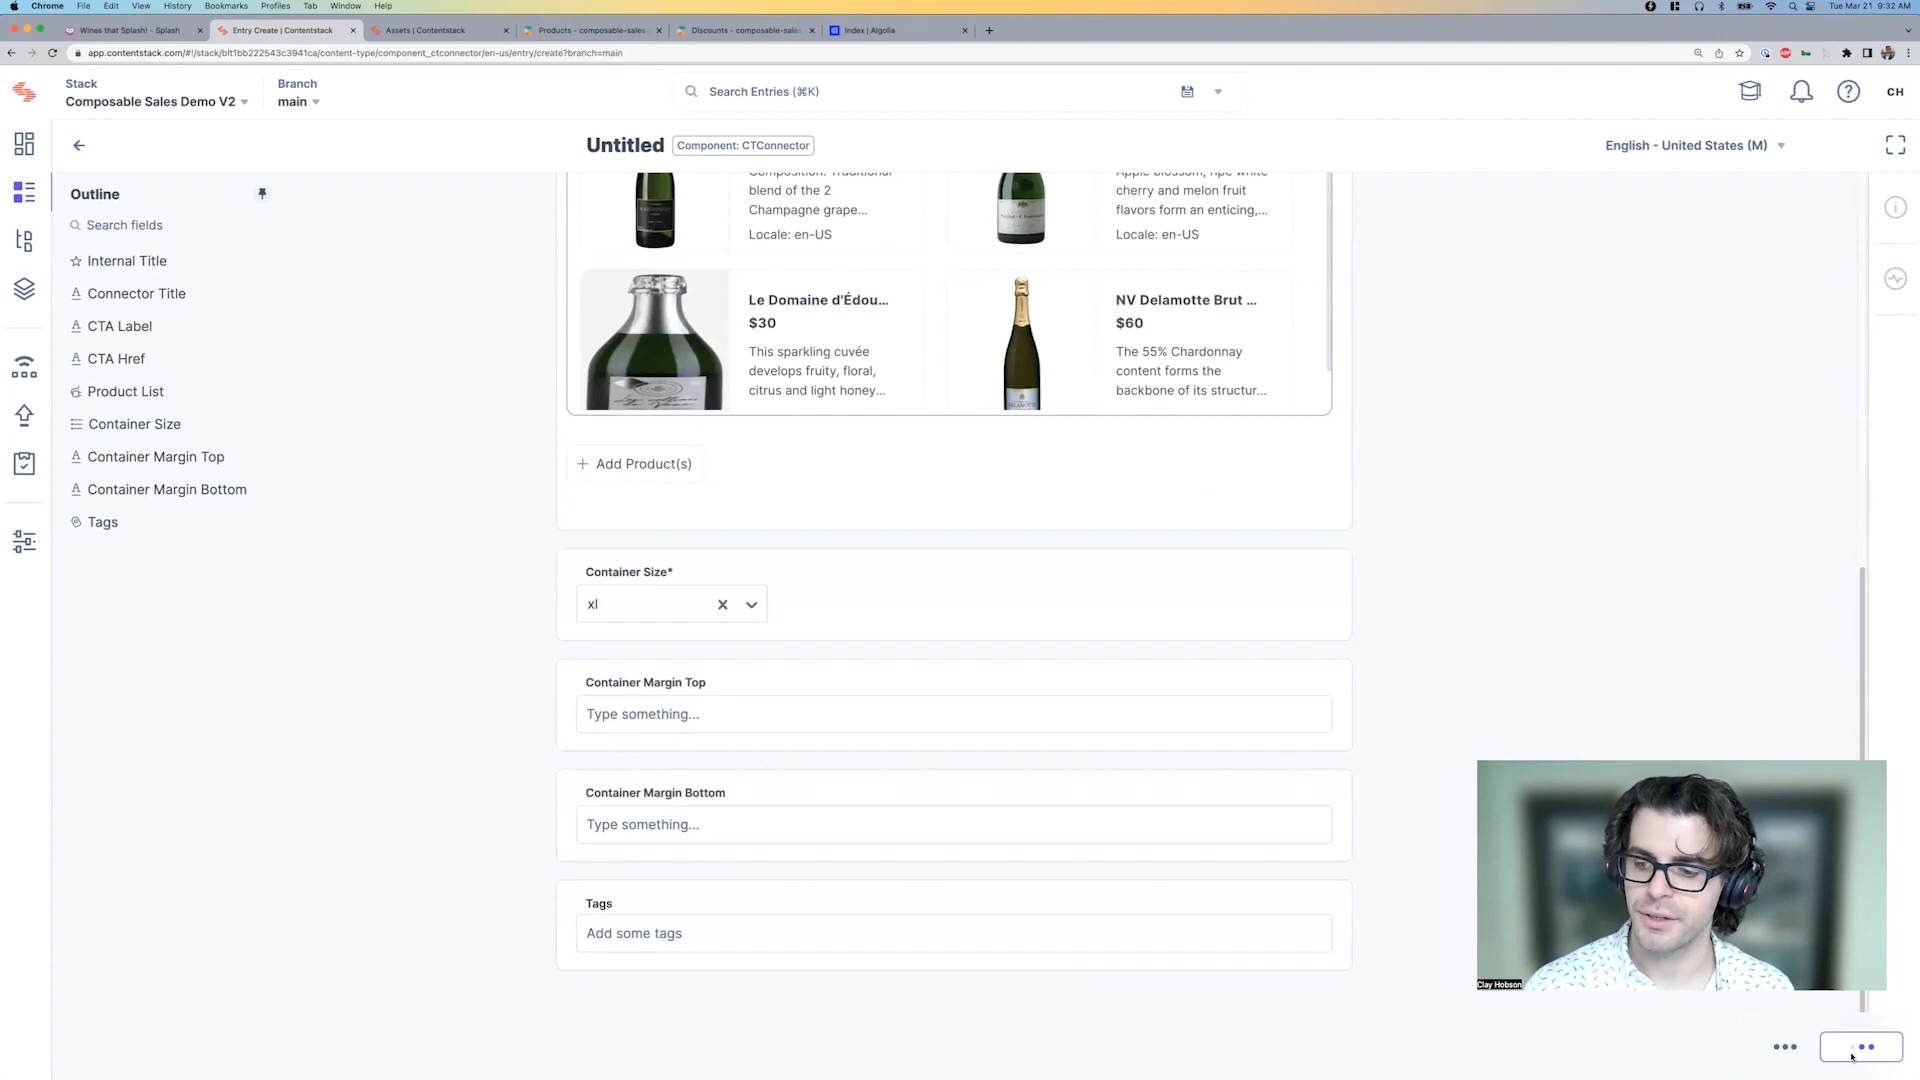 Chrome File Edit View History Bookmarks Profiles Tab Window Help
Tue Mar 21 9:32 AM
Wines that Splash! - Splash
Entry Create | Contentstack
Assets | Contentstack
Products - composable-sales
Discounts - composable-sales
Index | Algolia
app.contentstack.com/#!/stack/blt1bb222543c3941ca/content-type/component_ctconnector/en-us/entry/create?branch=main
Stack
Composable Sales Demo V2
Branch
main
Search Entries (⌘K)
CH
Untitled
Component: CTConnector
English - United States (M)
Outline
Search fields
Internal Title
Connector Title
CTA Label
CTA Href
Product List
Container Size
Container Margin Top
Container Margin Bottom
Tags
Composition: Traditional
blend of the 2
Champagne grape...
Locale: en-US
Apple blossom, ripe white
cherry and melon fruit
flavors form an enticing,...
Locale: en-US
Le Domaine d'Édou...
$30
This sparkling cuvée
develops fruity, floral,
citrus and light honey...
NV Delamotte Brut ...
$60
The 55% Chardonnay
content forms the
backbone of its structur...
+ Add Product(s)
Container Size*
xl
Container Margin Top
Type something...
Container Margin Bottom
Type something...
Tags
Add some tags
Clay Hobson